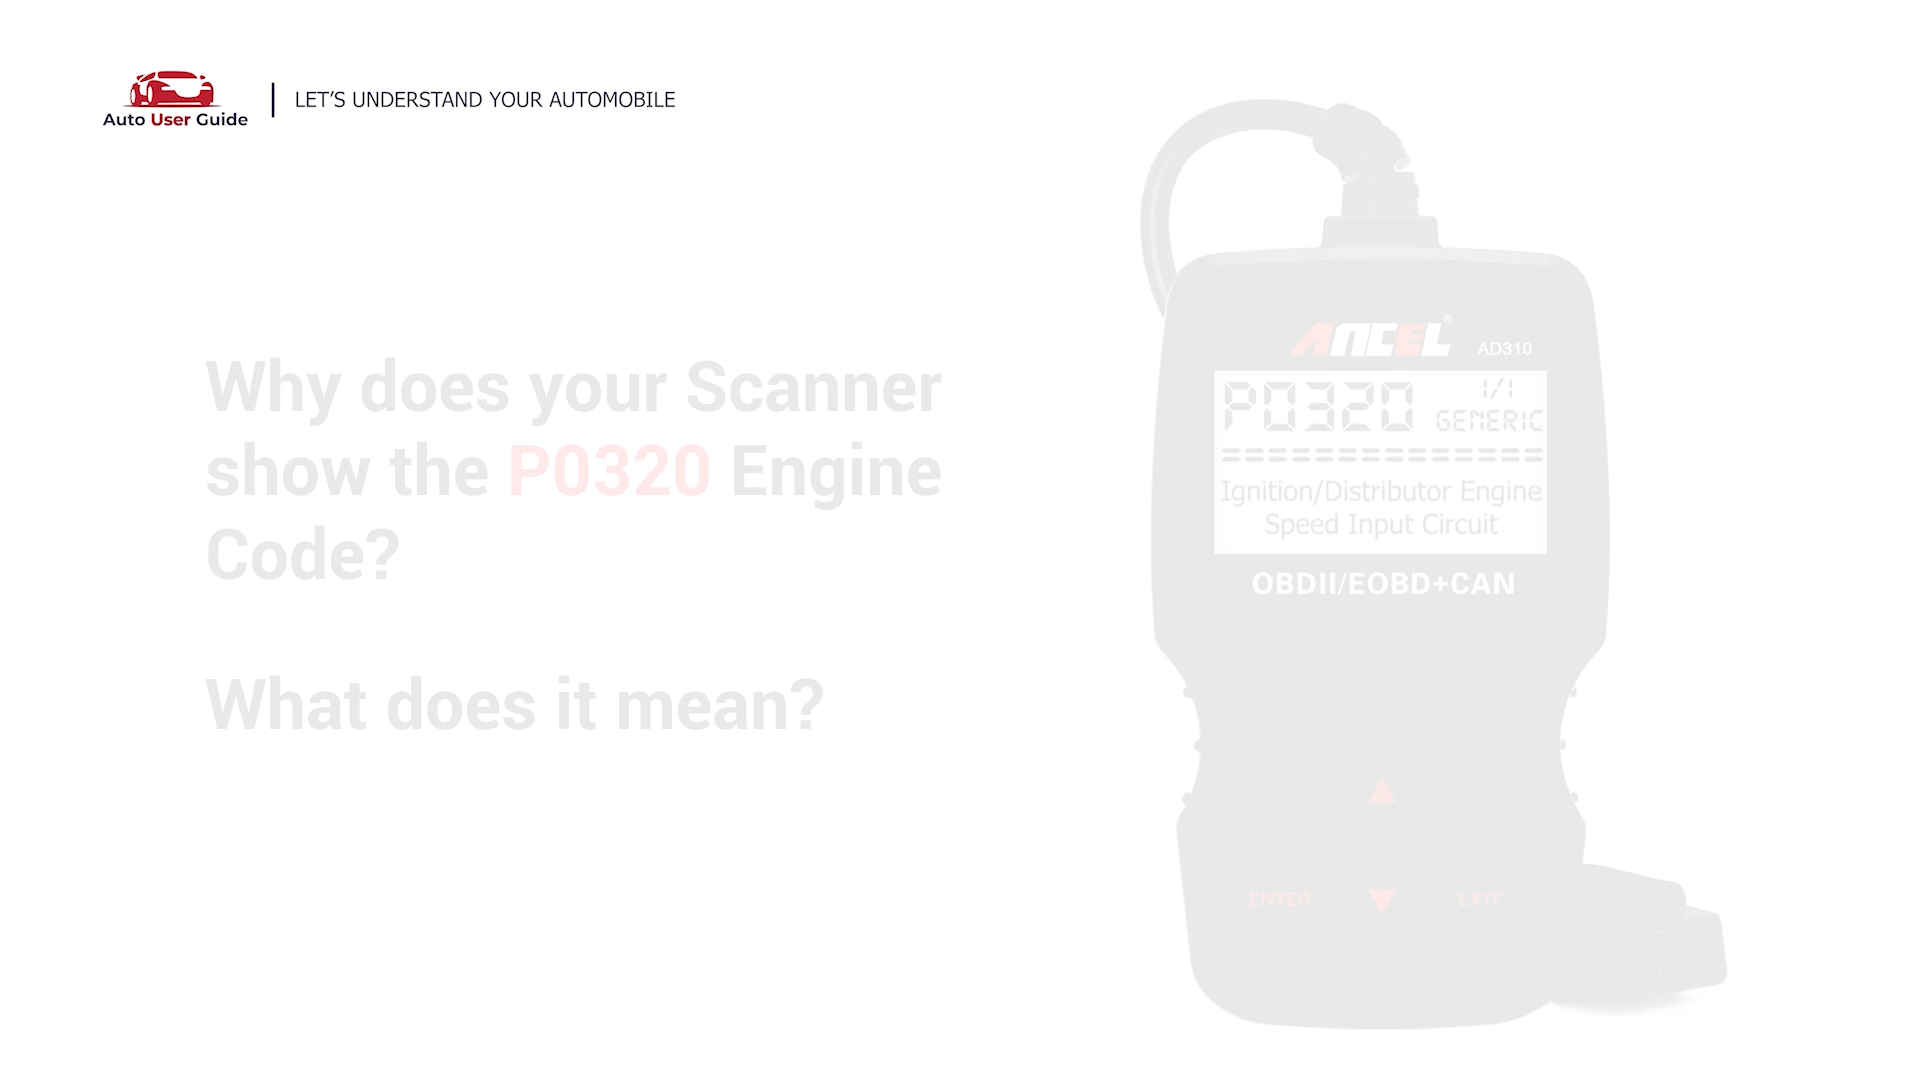 Auto User Guide
LET'S UNDERSTAND YOUR AUTOMOBILE
Why does your Scanner
show the P0320 Engine
Code?
What does it mean?
ANCEL®
AD310
P0320 1/1
GENERIC
Ignition/Distributor Engine
Speed Input Circuit
OBDII/EOBD+CAN
ENTER EXIT